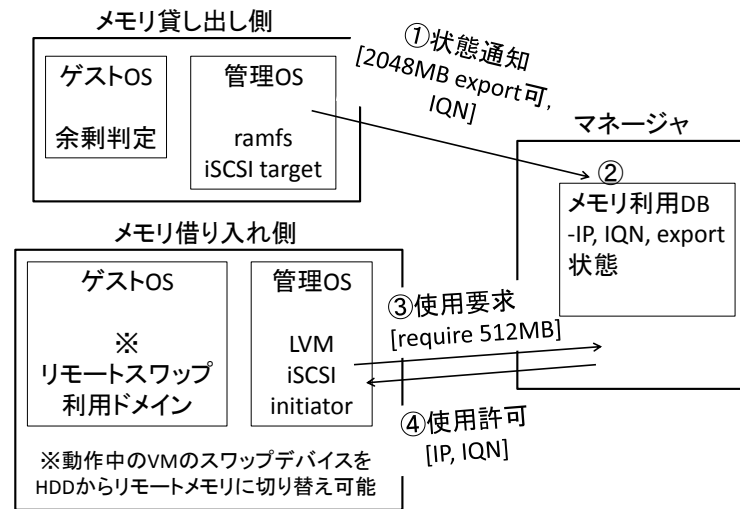 メモリ貸し出し側
ゲストOS
余剰判定
管理OS
ramfs
iSCSI target
①状態通知
[2048MB export可,
IQN]
マネージャ
②
メモリ利用DB
-IP, IQN, export
状態
メモリ借り入れ側
ゲストOS
※
リモートスワップ
利用ドメイン
管理OS
LVM
iSCSI
initiator
③使用要求
[require 512MB]
④使用許可
[IP, IQN]
※動作中のVMのスワップデバイスを
HDDからリモートメモリに切り替え可能